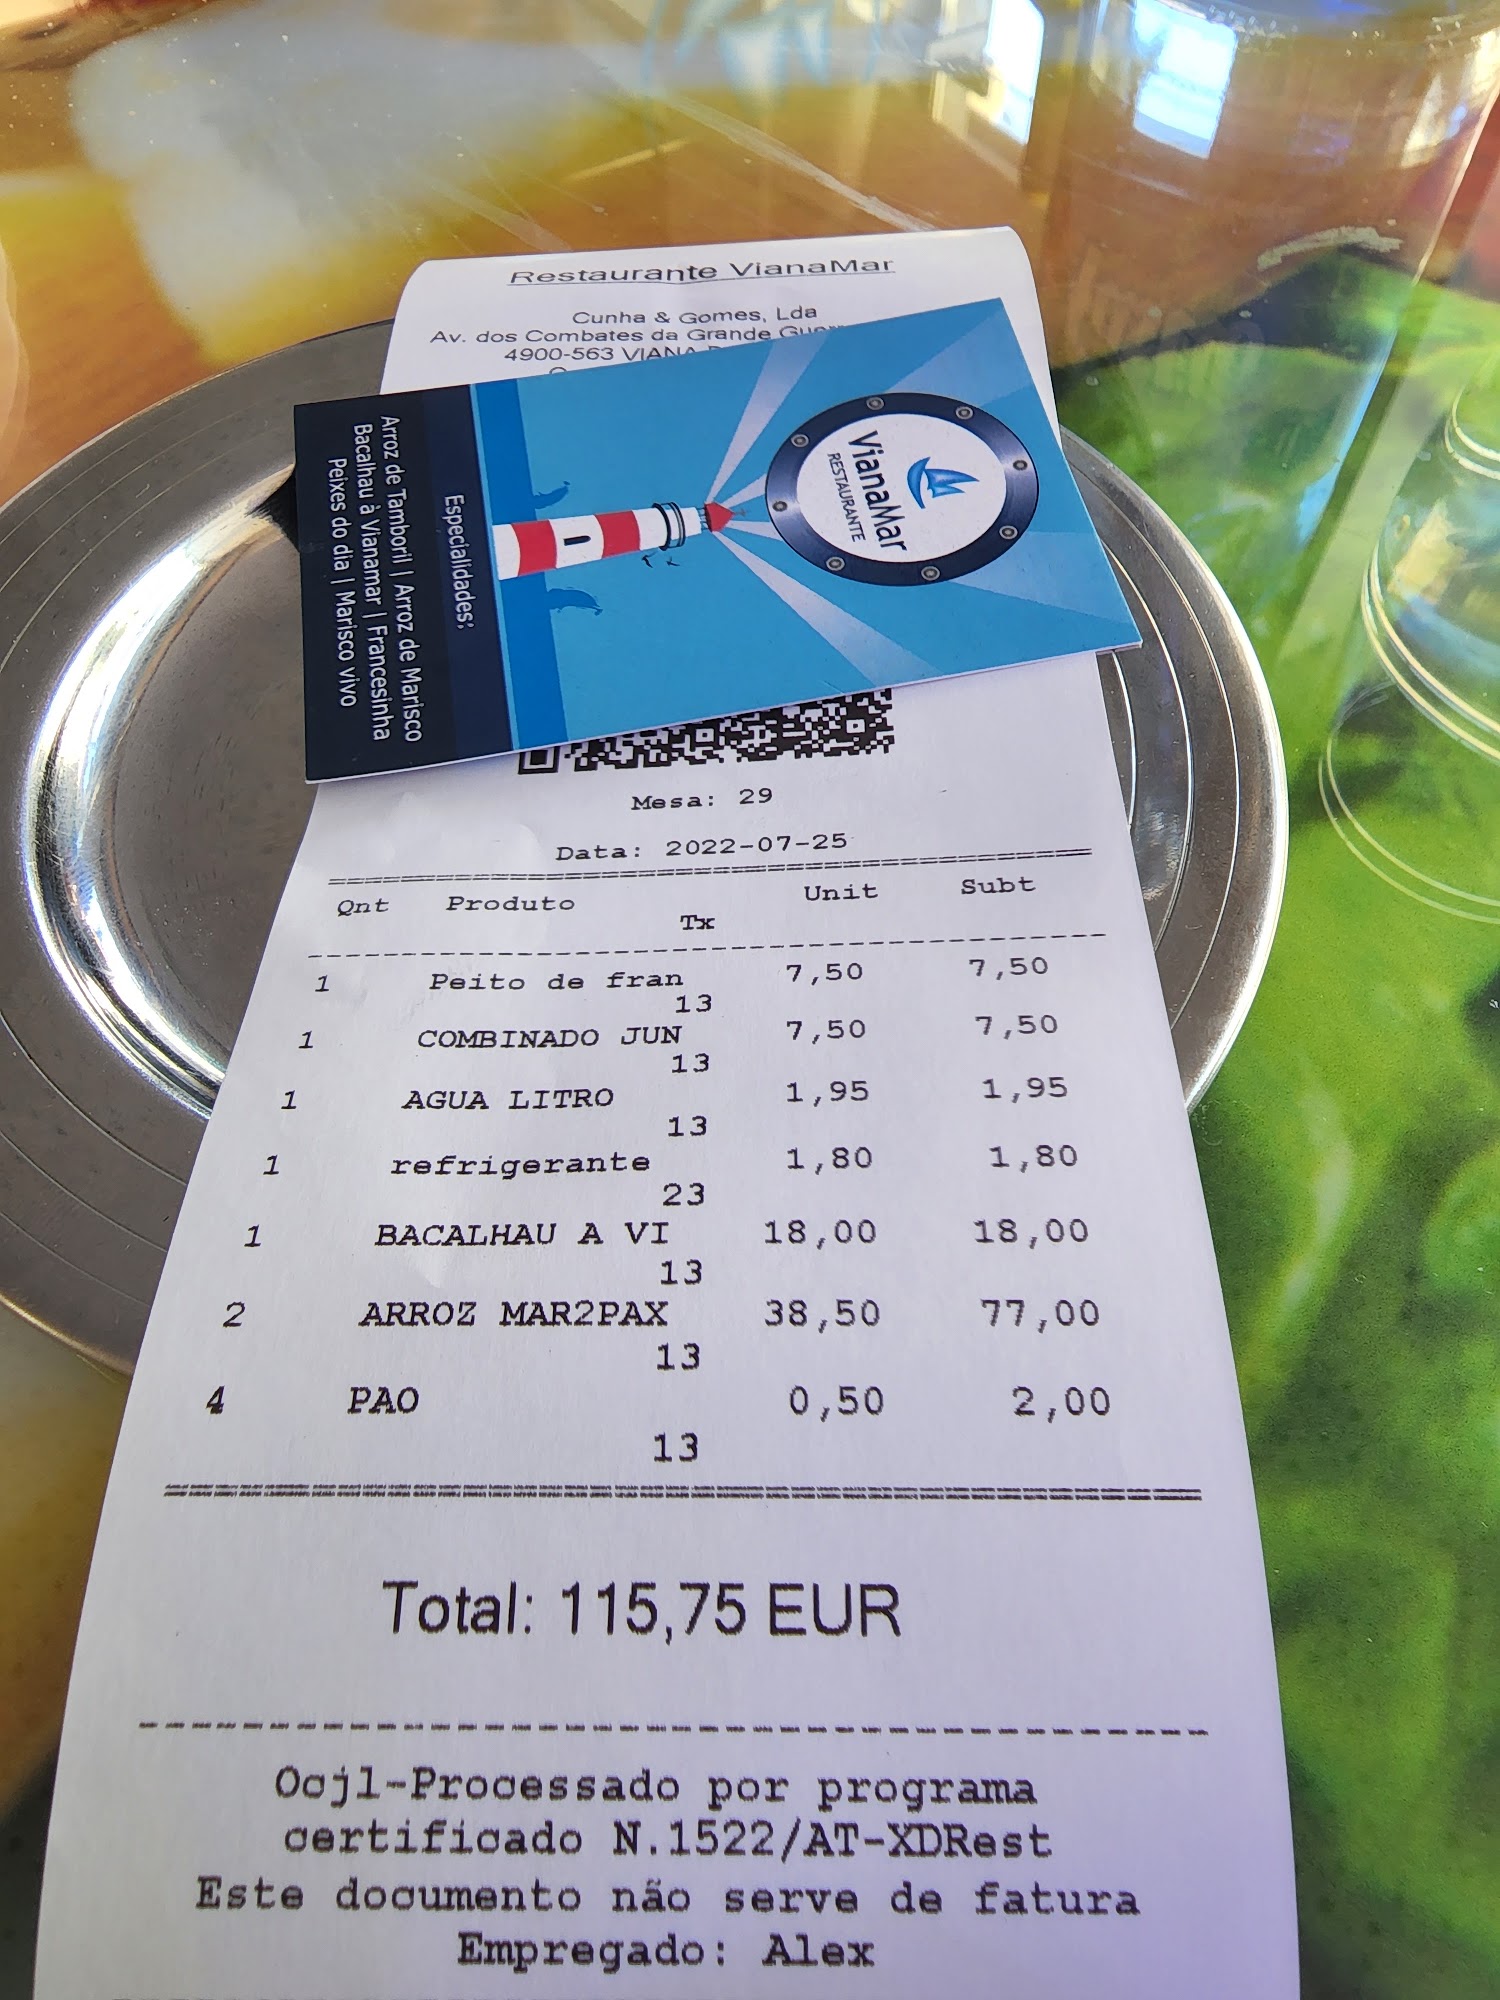 Restaurante VianaMar
Cunha & Gomes, Lda
Av. dos Combates da Grande
4900-563 VIANA
VianaMar
RESTAURANTE
Especialidades:
Arroz de Tamboril | Arroz de Marisco
Bacalhau à Vianamar | Francesinha
Peixes do dia | Marisco vivo
Mesa: 29
Data: 2022-07-25
Qnt Produto Unit Subt
Tx
1 Peito de fran 7,50 7,50
13
1 COMBINADO JUN 7,50 7,50
13
1 AGUA LITRO 1,95 1,95
13
1 refrigerante 1,80 1,80
23
1 BACALHAU A VI 18,00 18,00
13
2 ARROZ MAR2PAX 38,50 77,00
13
4 PAO 0,50 2,00
13
Total: 115,75 EUR
Ocjl-Processado por programa
certificado N.1522/AT-XDRest
Este documento não serve de fatura
Empregado: Alex